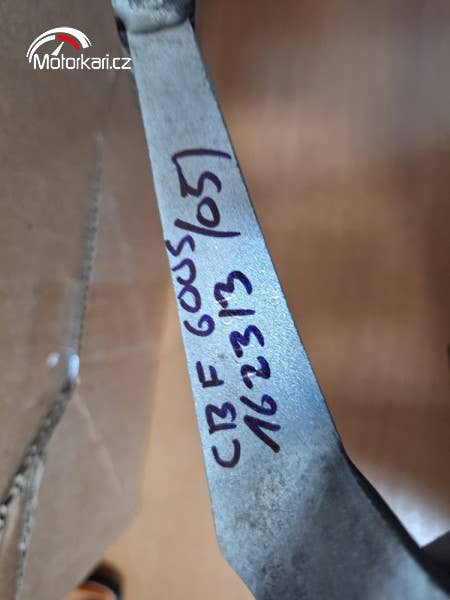 Motorkari.cz
CBF 600S /05)
162313